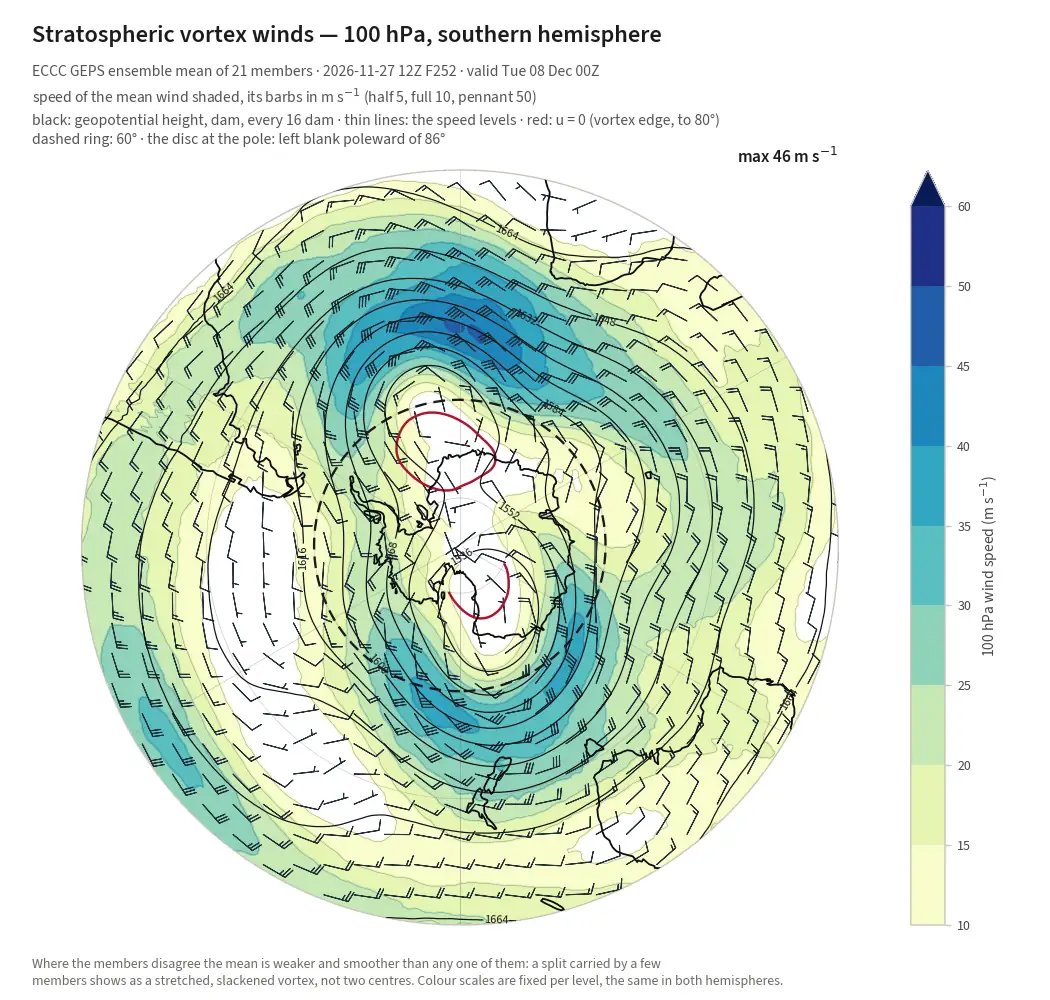 Stratospheric vortex winds — 100 hPa, southern hemisphere
ECCC GEPS ensemble mean of 21 members · 2026-11-27 12Z F252 · valid Tue 08 Dec 00Z
speed of the mean wind shaded, its barbs in m s⁻¹ (half 5, full 10, pennant 50)
black: geopotential height, dam, every 16 dam · thin lines: the speed levels · red: u = 0 (vortex edge, to 80°)
dashed ring: 60° · the disc at the pole: left blank poleward of 86°
max 46 m s⁻¹
60
50
45
40
35
30
25
20
15
10
100 hPa wind speed (m s⁻¹)
1664
1664
1632
1648
1584
1552
1616
1664
Where the members disagree the mean is weaker and smoother than any one of them: a split carried by a few
members shows as a stretched, slackened vortex, not two centres. Colour scales are fixed per level, the same in both hemispheres.